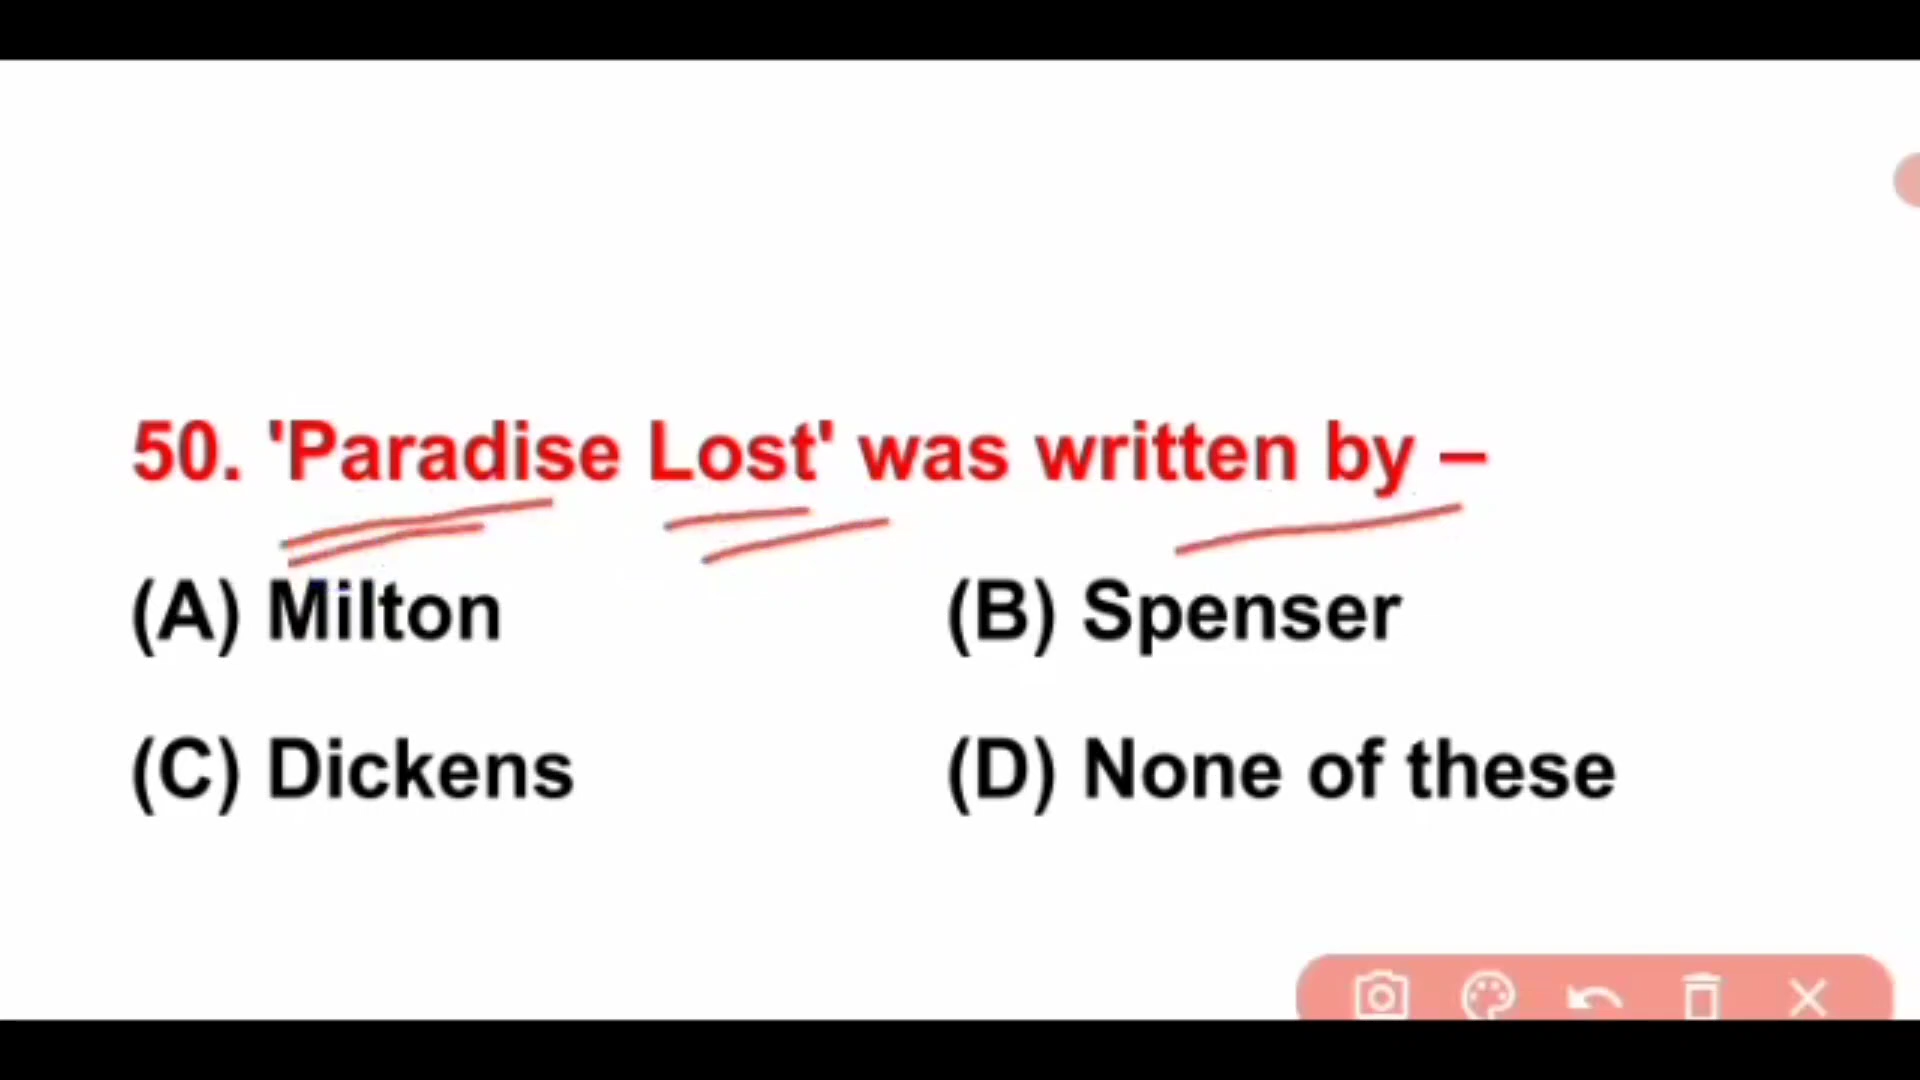 50. 'Paradise Lost' was written by –
(A) Milton (B) Spenser
(C) Dickens (D) None of these